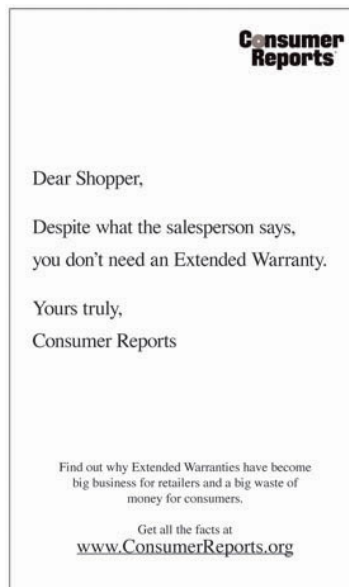 Consumer
Reports
Dear Shopper,
Despite what the salesperson says,
you don't need an Extended Warranty.
Yours truly,
Consumer Reports
Find out why Extended Warranties have become
big business for retailers and a big waste of
money for consumers.
Get all the facts at
www.ConsumerReports.org